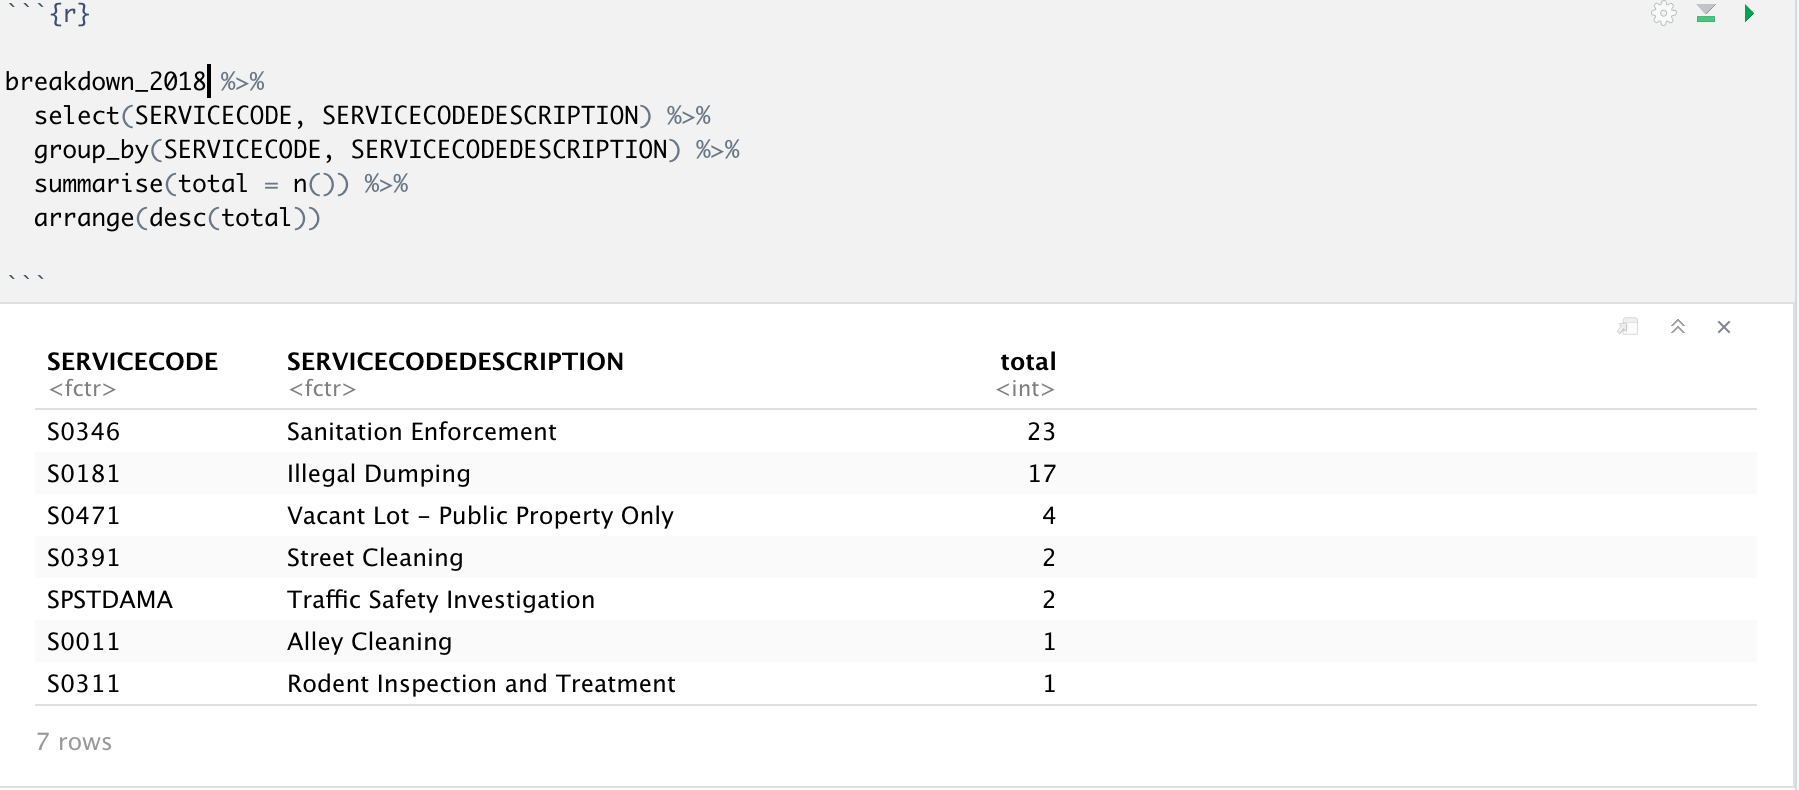 ```{r}
breakdown_2018 %>%
select(SERVICECODE, SERVICECODEDESCRIPTION) %>%
group_by(SERVICECODE, SERVICECODEDESCRIPTION) %>%
summarise(total = n()) %>%
arrange(desc(total))
```
SERVICECODE SERVICECODEDESCRIPTION total
<fctr> <fctr> <int>
S0346 Sanitation Enforcement 23
S0181 Illegal Dumping 17
S0471 Vacant Lot – Public Property Only 4
S0391 Street Cleaning 2
SPSTDAMA Traffic Safety Investigation 2
S0011 Alley Cleaning 1
S0311 Rodent Inspection and Treatment 1
7 rows